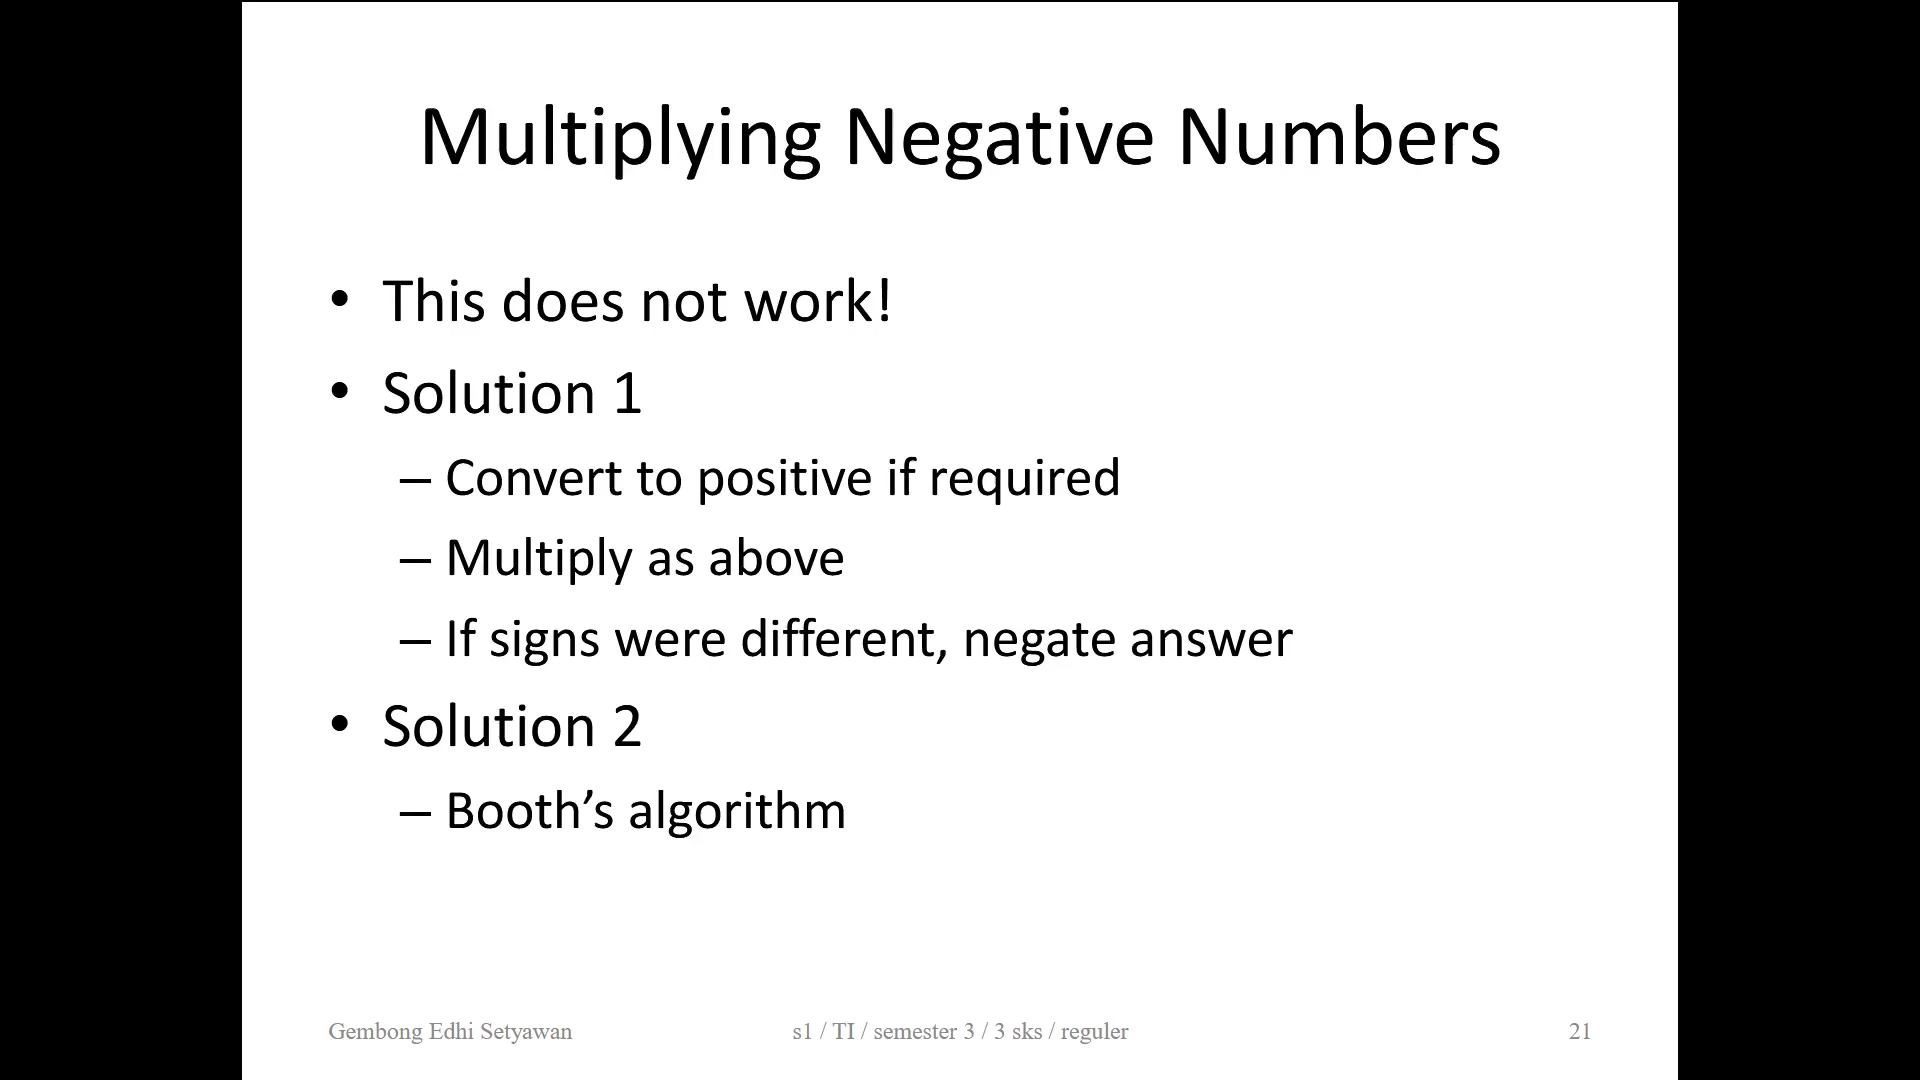 Multiplying Negative Numbers
• This does not work!
• Solution 1
– Convert to positive if required
– Multiply as above
– If signs were different, negate answer
• Solution 2
– Booth’s algorithm
Gembong Edhi Setyawan s1 / TI / semester 3 / 3 sks / reguler 21